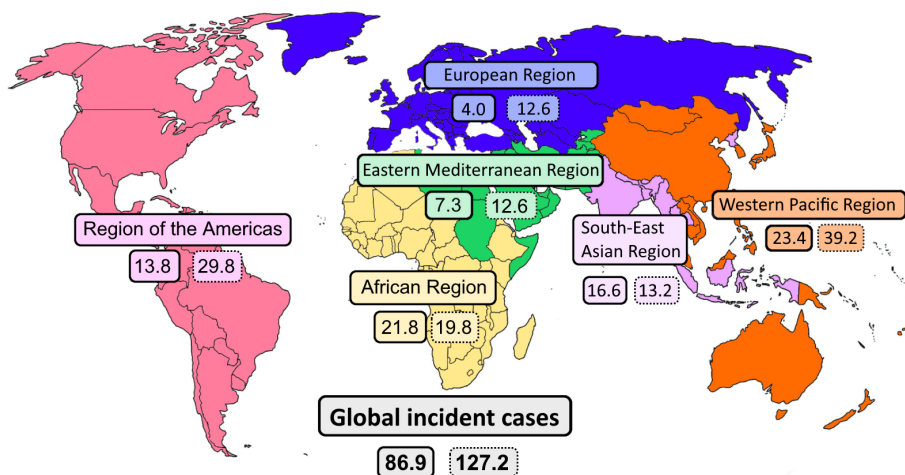 European Region
4.0 12.6
Eastern Mediterranean Region
7.3 12.6
Western Pacific Region
23.4 39.2
Region of the Americas
13.8 29.8
South-East
Asian Region
16.6 13.2
African Region
21.8 19.8
Global incident cases
86.9 127.2